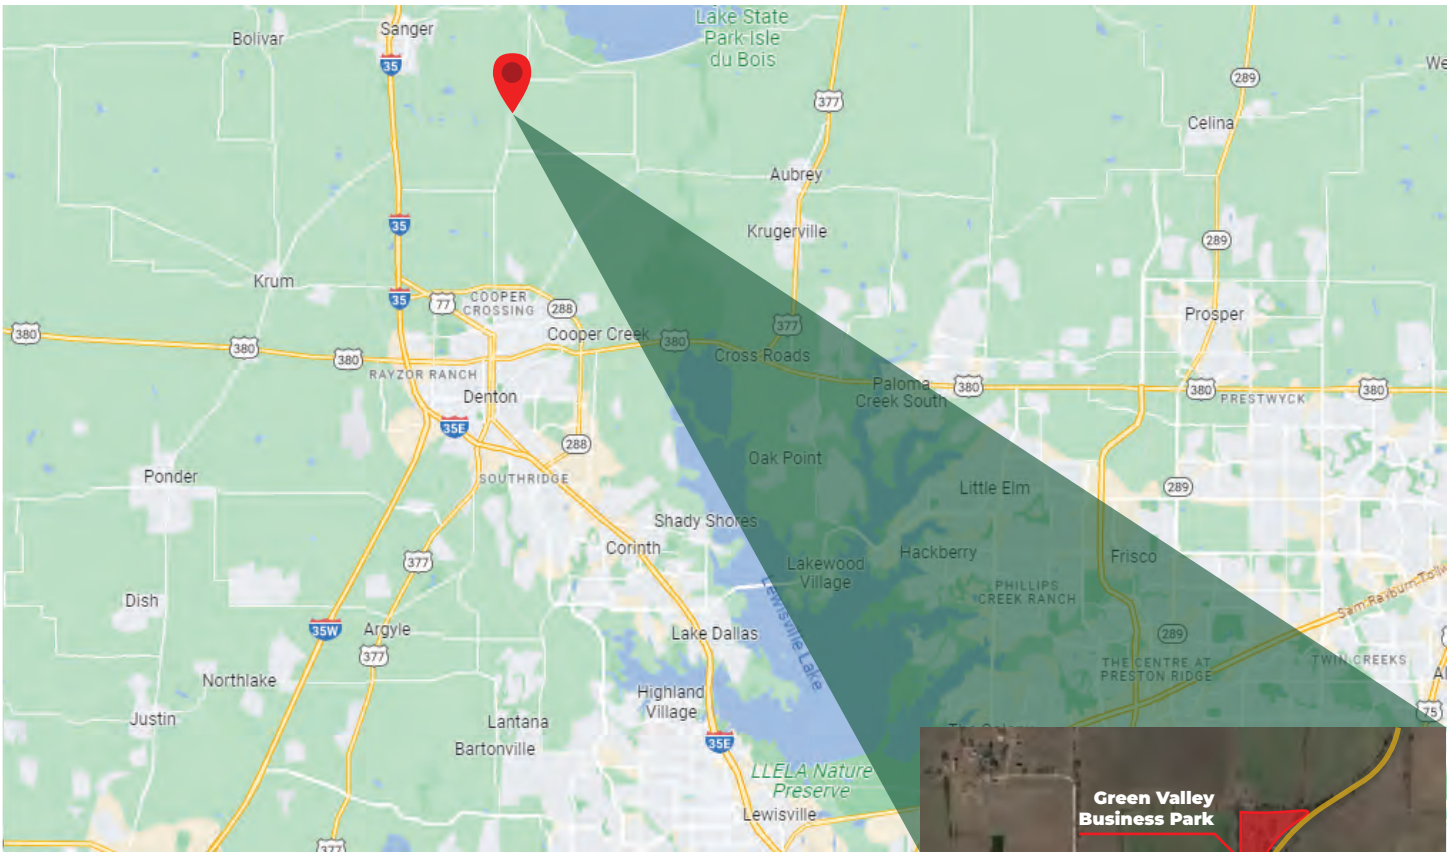 Lake State
Park-Isle
du Bois
Sanger
Bolivar
35
377
289
We
Celina
Aubrey
35
Krugerville
289
Krum
35
77
COOPER
CROSSING
288
Prosper
380
380
380
Cooper Creek
380
377
Cross Roads
RAYZOR RANCH
Denton
Paloma
Creek South
380
380
PRESTWYCK
380
35E
288
Oak Point
Ponder
SOUTHRIDGE
Little Elm
289
Shady Shores
Corinth
377
Hackberry
Frisco
Lakewood
Village
PHILLIPS
CREEK RANCH
Sam Rayburn Tollw
Dish
35W
Argyle
Lake Dallas
Lewisville Lake
289
377
THE CENTRE AT
PRESTON RIDGE
TWIN CREEKS
Northlake
Al
Highland
Village
Justin
Lantana
75
Bartonville
35E
LLELA Nature
Preserve
Lewisville
377
Green Valley
Business Park